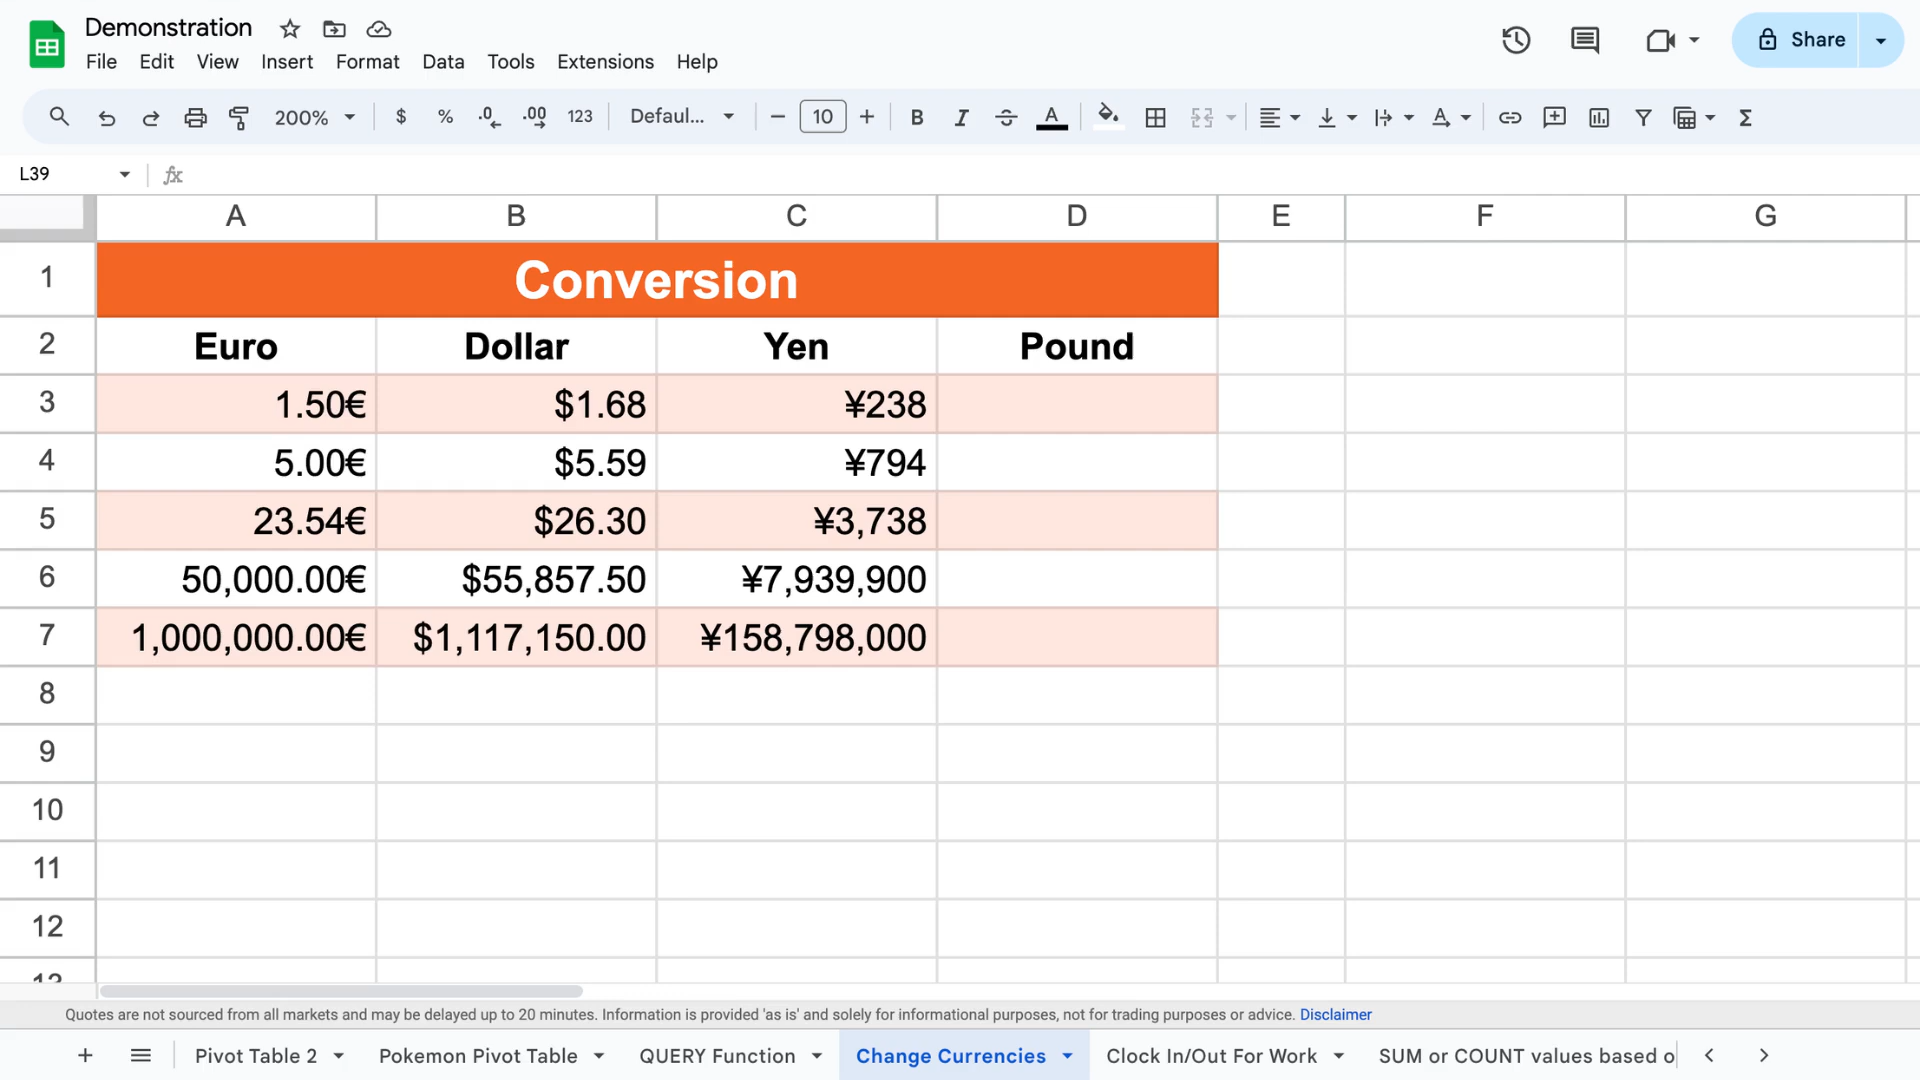 Demonstration
File Edit View Insert Format Data Tools Extensions Help
Share
200% $ % .0 .00 123 Defaul... 10 B I S A A Σ
L39 fx
A B C D E F G
1 Conversion
2 Euro Dollar Yen Pound
3 1.50€ $1.68 ¥238
4 5.00€ $5.59 ¥794
5 23.54€ $26.30 ¥3,738
6 50,000.00€ $55,857.50 ¥7,939,900
7 1,000,000.00€ $1,117,150.00 ¥158,798,000
8
9
10
11
12
Quotes are not sourced from all markets and may be delayed up to 20 minutes. Information is provided 'as is' and solely for informational purposes, not for trading purposes or advice. Disclaimer
Pivot Table 2 Pokemon Pivot Table QUERY Function Change Currencies Clock In/Out For Work SUM or COUNT values based o